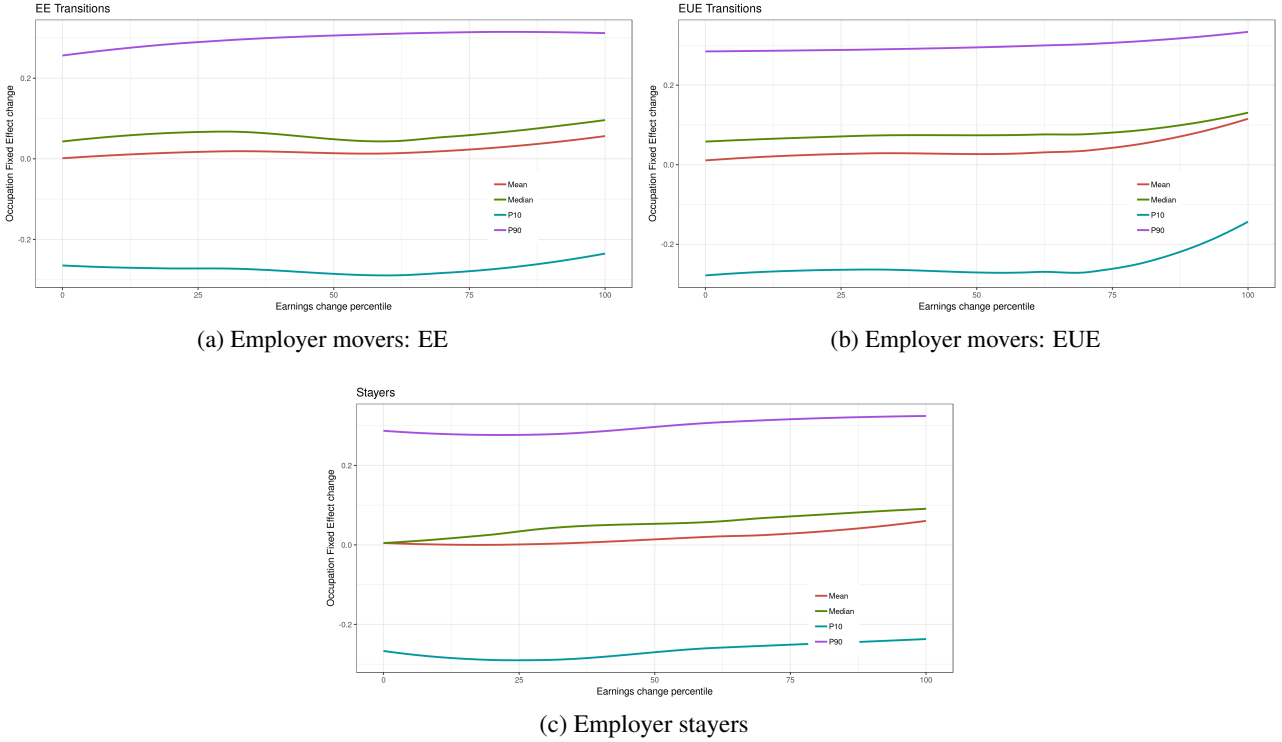 EE Transitions
Occupation Fixed Effect change
0.2
0.0
-0.2
Mean
Median
P10
P90
0
25
50
75
100
Earnings change percentile
(a) Employer movers: EE
EUE Transitions
Occupation Fixed Effect change
0.2
0.0
-0.2
Mean
Median
P10
P90
0
25
50
75
100
Earnings change percentile
(b) Employer movers: EUE
Stayers
Occupation Fixed Effect change
0.2
0.0
-0.2
Mean
Median
P10
P90
0
25
50
75
100
Earnings change percentile
(c) Employer stayers